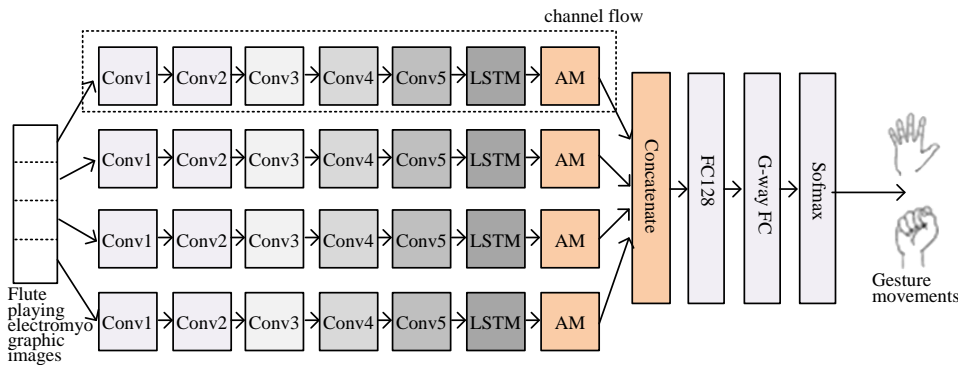 channel flow
Conv1 Conv2 Conv3 Conv4 Conv5 LSTM AM
Conv1 Conv2 Conv3 Conv4 Conv5 LSTM AM
Conv1 Conv2 Conv3 Conv4 Conv5 LSTM AM
Conv1 Conv2 Conv3 Conv4 Conv5 LSTM AM
Flute
playing
electromyo
graphic
images
Concatenate
FC128
G-way FC
Sofmax
Gesture
movements